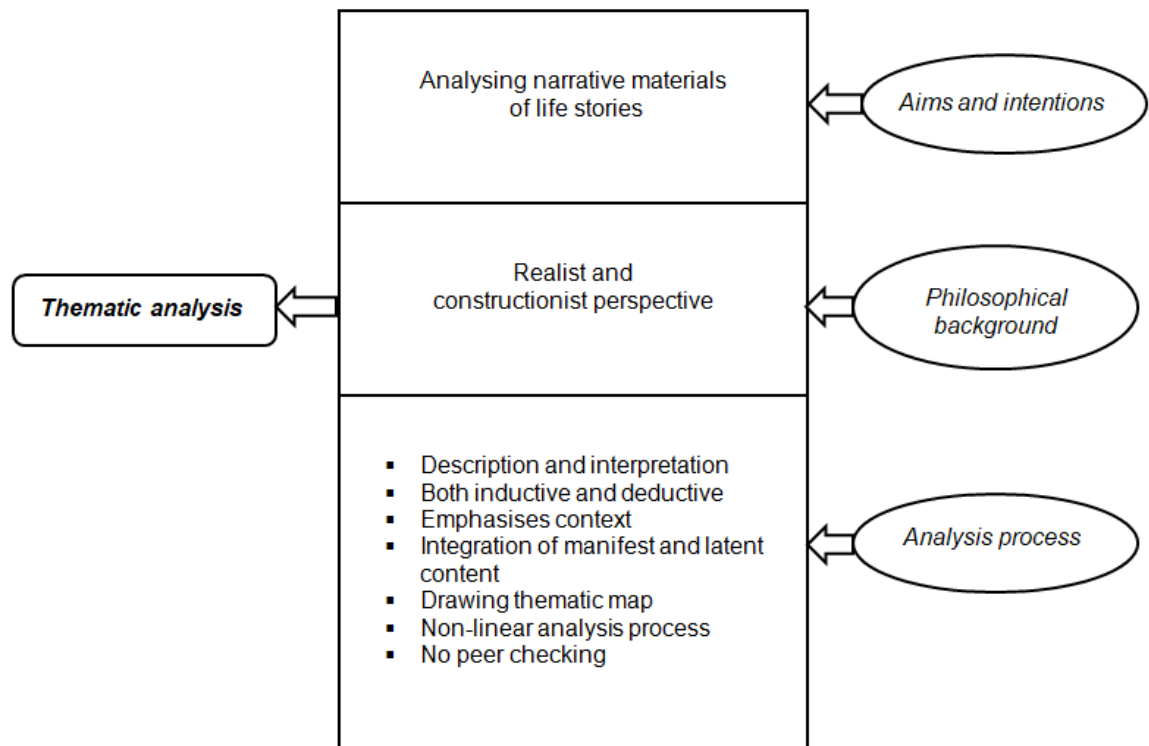 Analysing narrative materials
of life stories
Aims and intentions
Thematic analysis
Realist and
constructionist perspective
Philosophical
background
▪ Description and interpretation
▪ Both inductive and deductive
▪ Emphasises context
▪ Integration of manifest and latent
content
▪ Drawing thematic map
▪ Non-linear analysis process
▪ No peer checking
Analysis process